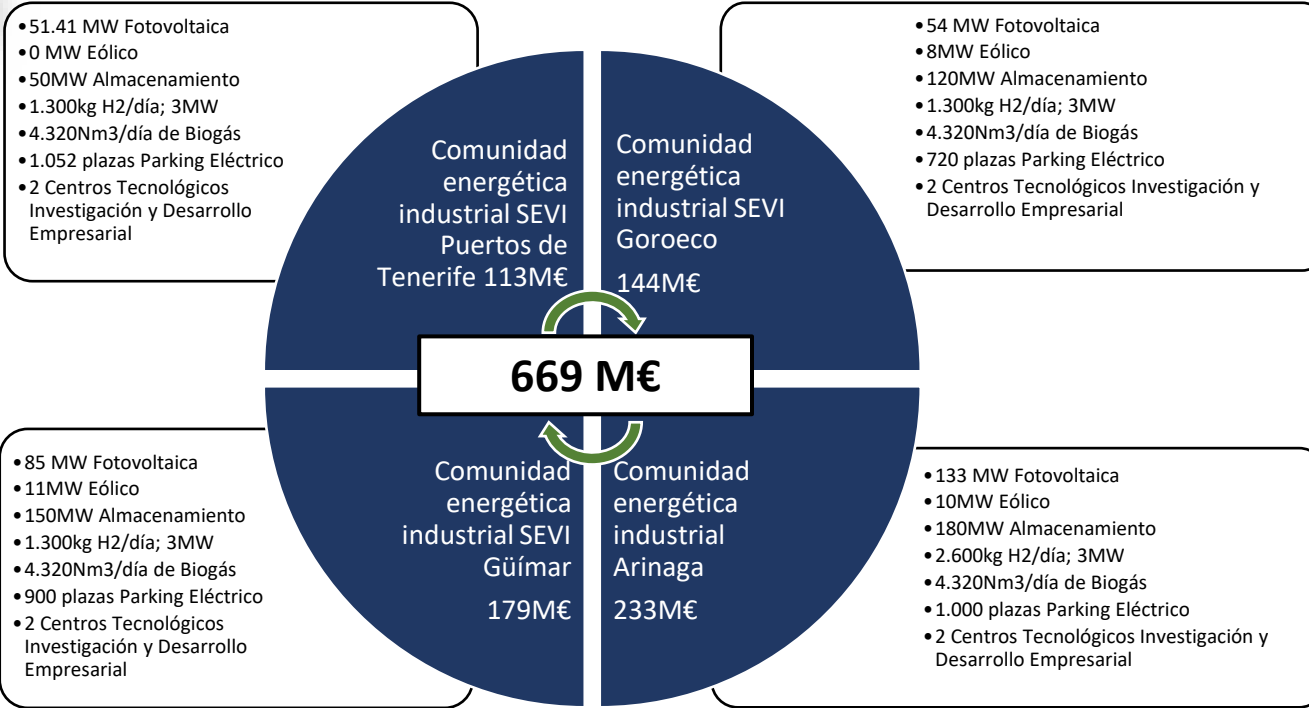 •51.41 MW Fotovoltaica
•0 MW Eólico
•50MW Almacenamiento
•1.300kg H2/día; 3MW
•4.320Nm3/día de Biogás
•1.052 plazas Parking Eléctrico
•2 Centros Tecnológicos
Investigación y Desarrollo
Empresarial
•54 MW Fotovoltaica
•8MW Eólico
•120MW Almacenamiento
•1.300kg H2/día; 3MW
•4.320Nm3/día de Biogás
•720 plazas Parking Eléctrico
•2 Centros Tecnológicos Investigación y
Desarrollo Empresarial
Comunidad
energética
industrial SEVI
Puertos de
Tenerife 113M€
Comunidad
energética
industrial SEVI
Goroeco
144M€
669 M€
•85 MW Fotovoltaica
•11MW Eólico
•150MW Almacenamiento
•1.300kg H2/día; 3MW
•4.320Nm3/día de Biogás
•900 plazas Parking Eléctrico
•2 Centros Tecnológicos
Investigación y Desarrollo
Empresarial
Comunidad
energética
industrial SEVI
Güímar
179M€
Comunidad
energética
industrial
Arinaga
233M€
•133 MW Fotovoltaica
•10MW Eólico
•180MW Almacenamiento
•2.600kg H2/día; 3MW
•4.320Nm3/día de Biogás
•1.000 plazas Parking Eléctrico
•2 Centros Tecnológicos Investigación y
Desarrollo Empresarial